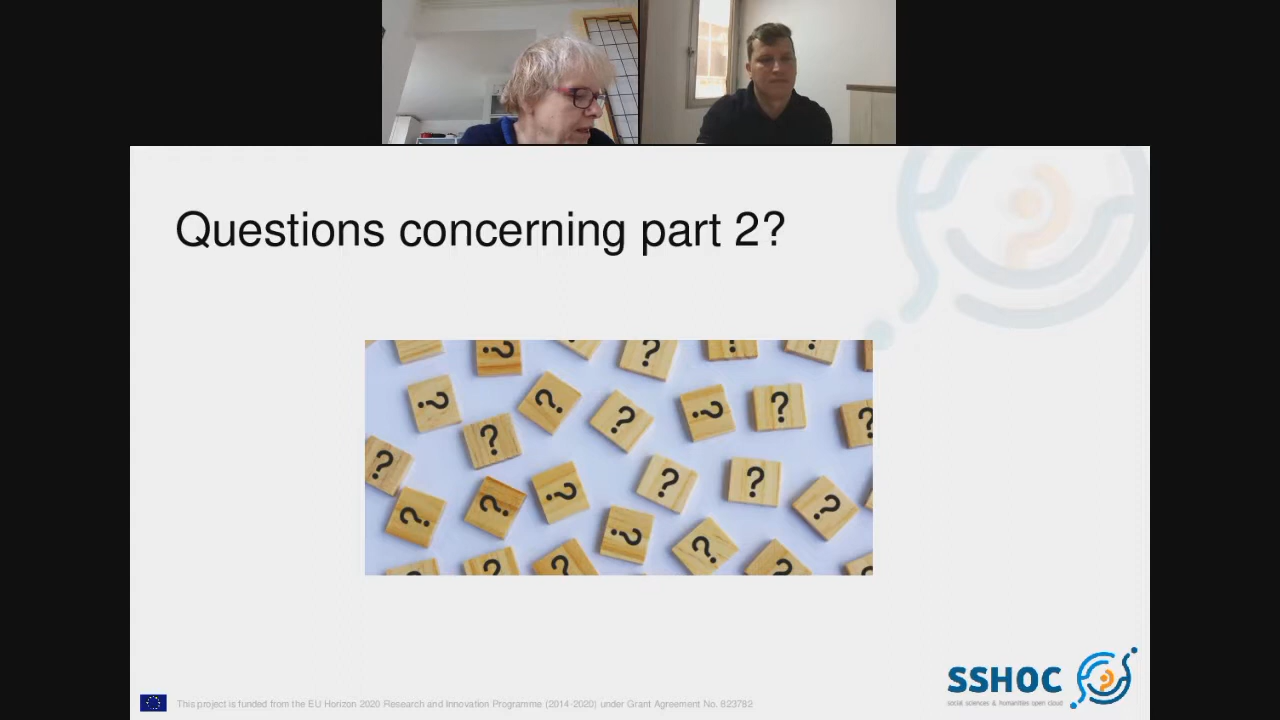 Questions concerning part 2?
SSHOC
social sciences & humanities open cloud
This project is funded from the EU Horizon 2020 Research and Innovation Programme (2014-2020) under Grant Agreement No. 823782